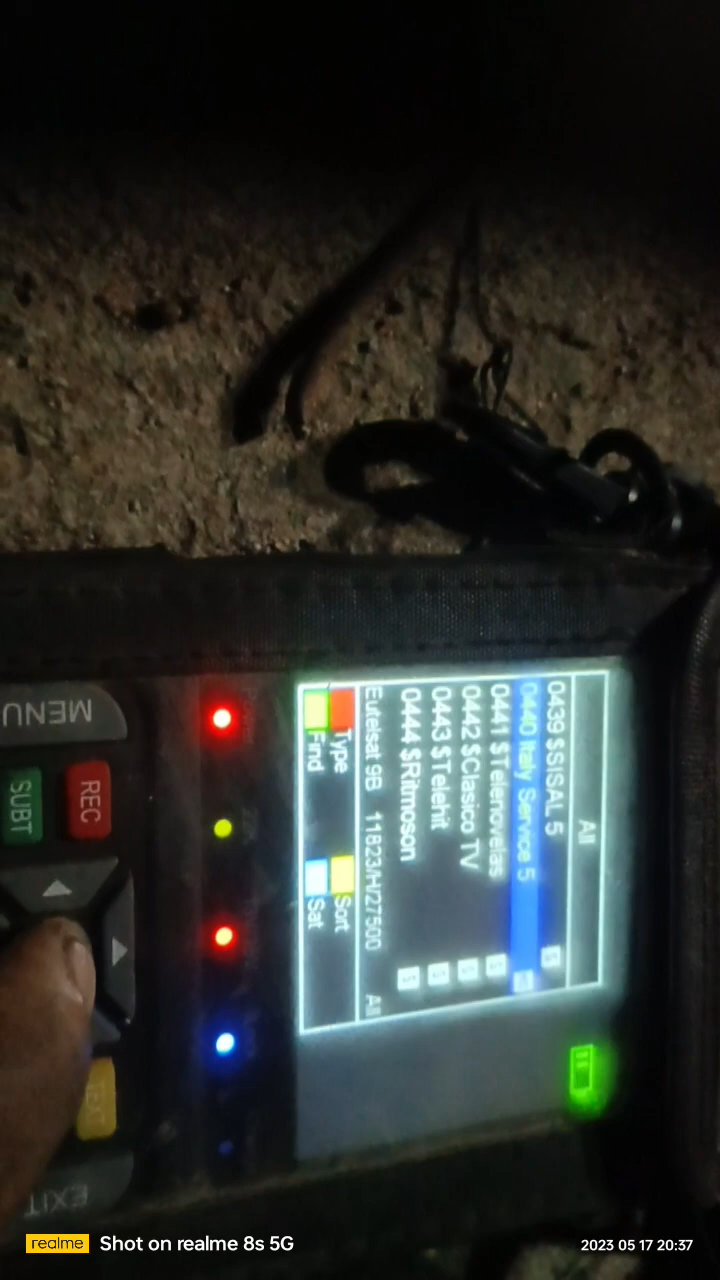 All
0439 $SISAL 5
0440 Italy Service 5
0441 $Telenovelas
0442 $Clasico TV
0443 $Telehit
0444 $Ritmoson
Eutelsat 9B 11823/H/27500 All
Type Sort
Find Sat
MENU
REC
SUBT
EXIT
realme Shot on realme 8s 5G
2023 05 17 20:37